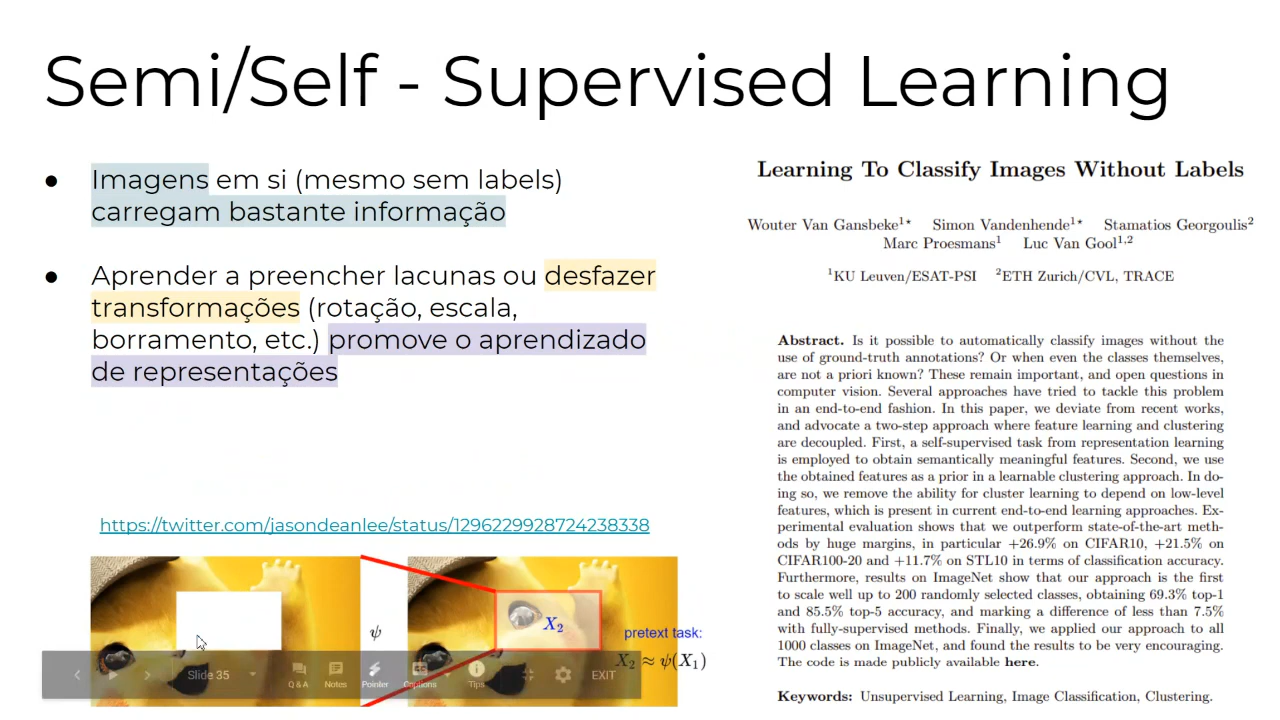 Semi/Self - Supervised Learning
● Imagens em si (mesmo sem labels)
carregam bastante informação
● Aprender a preencher lacunas ou desfazer
transformações (rotação, escala,
borramento, etc.) promove o aprendizado
de representações
https://twitter.com/jasondeanlee/status/1296229928724238338
ψ
X₂
pretext task:
X₂ ≈ ψ(X₁)
Slide 35
Q & A
Notes
Pointer
Captions
Tips
EXIT
Learning To Classify Images Without Labels
Wouter Van Gansbeke¹⋆ Simon Vandenhende¹⋆ Stamatios Georgoulis²
Marc Proesmans¹ Luc Van Gool¹,²
¹KU Leuven/ESAT-PSI ²ETH Zurich/CVL, TRACE
Abstract. Is it possible to automatically classify images without the
use of ground-truth annotations? Or when even the classes themselves,
are not a priori known? These remain important, and open questions in
computer vision. Several approaches have tried to tackle this problem
in an end-to-end fashion. In this paper, we deviate from recent works,
and advocate a two-step approach where feature learning and clustering
are decoupled. First, a self-supervised task from representation learning
is employed to obtain semantically meaningful features. Second, we use
the obtained features as a prior in a learnable clustering approach. In do-
ing so, we remove the ability for cluster learning to depend on low-level
features, which is present in current end-to-end learning approaches. Ex-
perimental evaluation shows that we outperform state-of-the-art meth-
ods by huge margins, in particular +26.9% on CIFAR10, +21.5% on
CIFAR100-20 and +11.7% on STL10 in terms of classification accuracy.
Furthermore, results on ImageNet show that our approach is the first
to scale well up to 200 randomly selected classes, obtaining 69.3% top-1
and 85.5% top-5 accuracy, and marking a difference of less than 7.5%
with fully-supervised methods. Finally, we applied our approach to all
1000 classes on ImageNet, and found the results to be very encouraging.
The code is made publicly available here.
Keywords: Unsupervised Learning, Image Classification, Clustering.